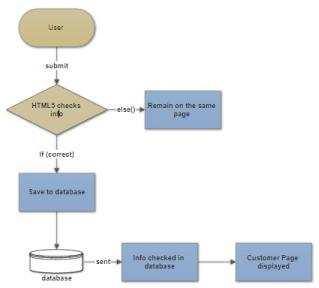 User
submit
HTML5 checks
info
else()
Remain on the same
page
If (correct)
Save to database
database
sent
Info checked in
database
Customer Page
displayed